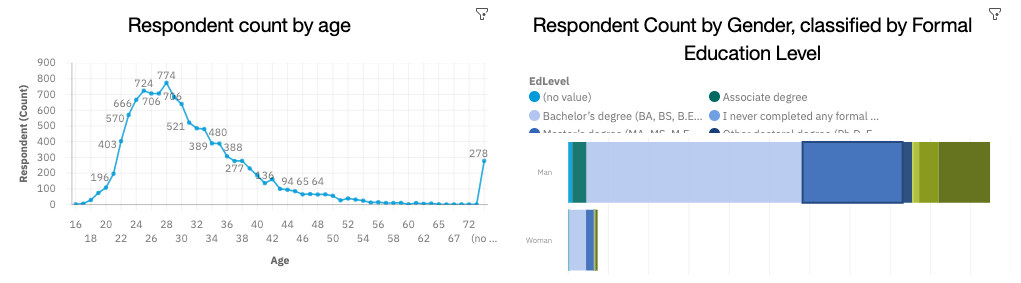 Respondent count by age
900
800
700
600
500
400
300
200
100
0
Respondent (Count)
196
403
570
666
724
706
774
706
521
389
480
388
277
136
94 65 64
278
16 20 24 28 32 36 40 44 48 52 56 60 65 72
18 22 26 30 34 38 42 46 50 54 58 62 67 (no ...
Age
Respondent Count by Gender, classified by Formal
Education Level
EdLevel
(no value) Associate degree
Bachelor's degree (BA, BS, B.E... I never completed any formal ...
Master's degree (MA, MS, M.E... Other doctoral degree (Ph.D., E...
Man
Woman